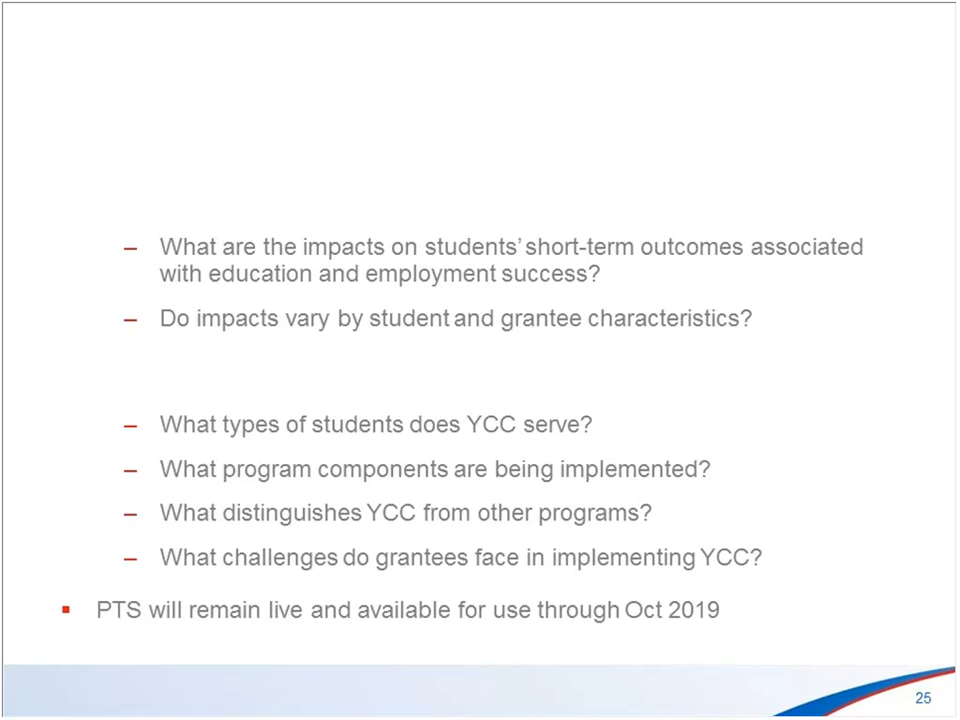 – What are the impacts on students' short-term outcomes associated
with education and employment success?
– Do impacts vary by student and grantee characteristics?
– What types of students does YCC serve?
– What program components are being implemented?
– What distinguishes YCC from other programs?
– What challenges do grantees face in implementing YCC?
▪ PTS will remain live and available for use through Oct 2019
25